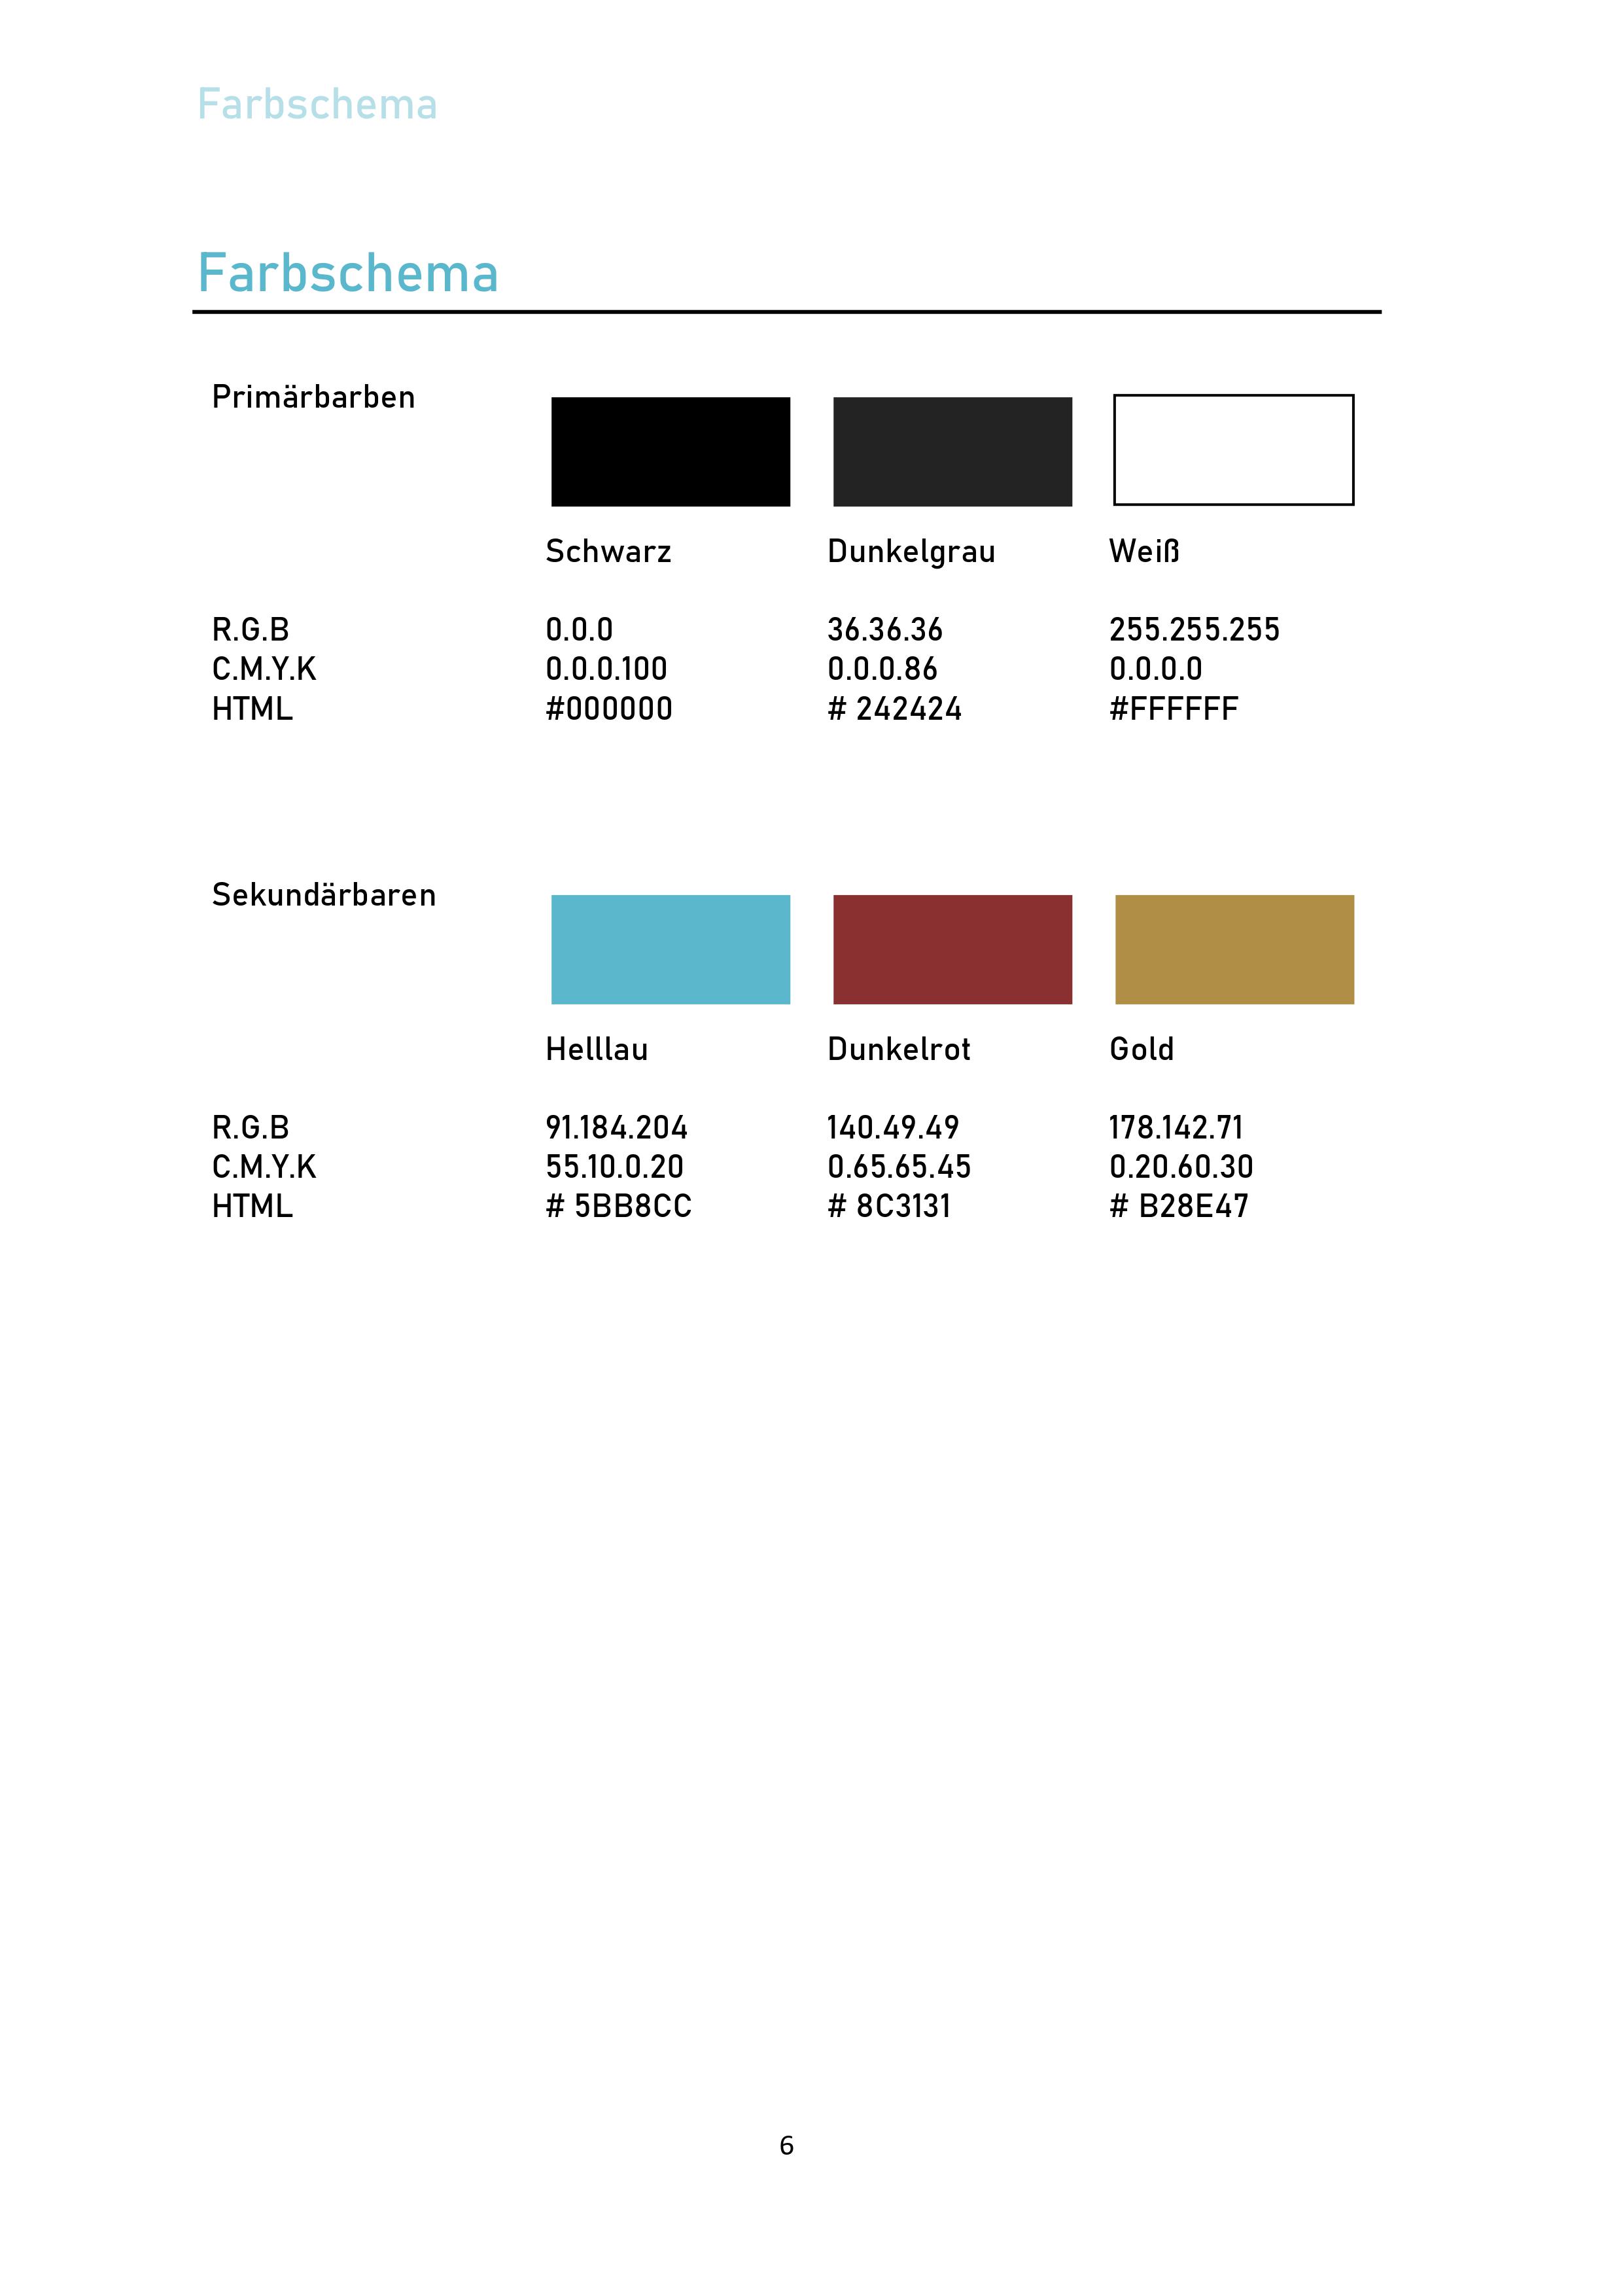 Farbschema
Farbschema
Primärbarben
Schwarz Dunkelgrau Weiß
R.G.B 0.0.0 36.36.36 255.255.255
C.M.Y.K 0.0.0.100 0.0.0.86 0.0.0.0
HTML #000000 # 242424 #FFFFFF
Sekundärbaren
Helllau Dunkelrot Gold
R.G.B 91.184.204 140.49.49 178.142.71
C.M.Y.K 55.10.0.20 0.65.65.45 0.20.60.30
HTML # 5BB8CC # 8C3131 # B28E47
6